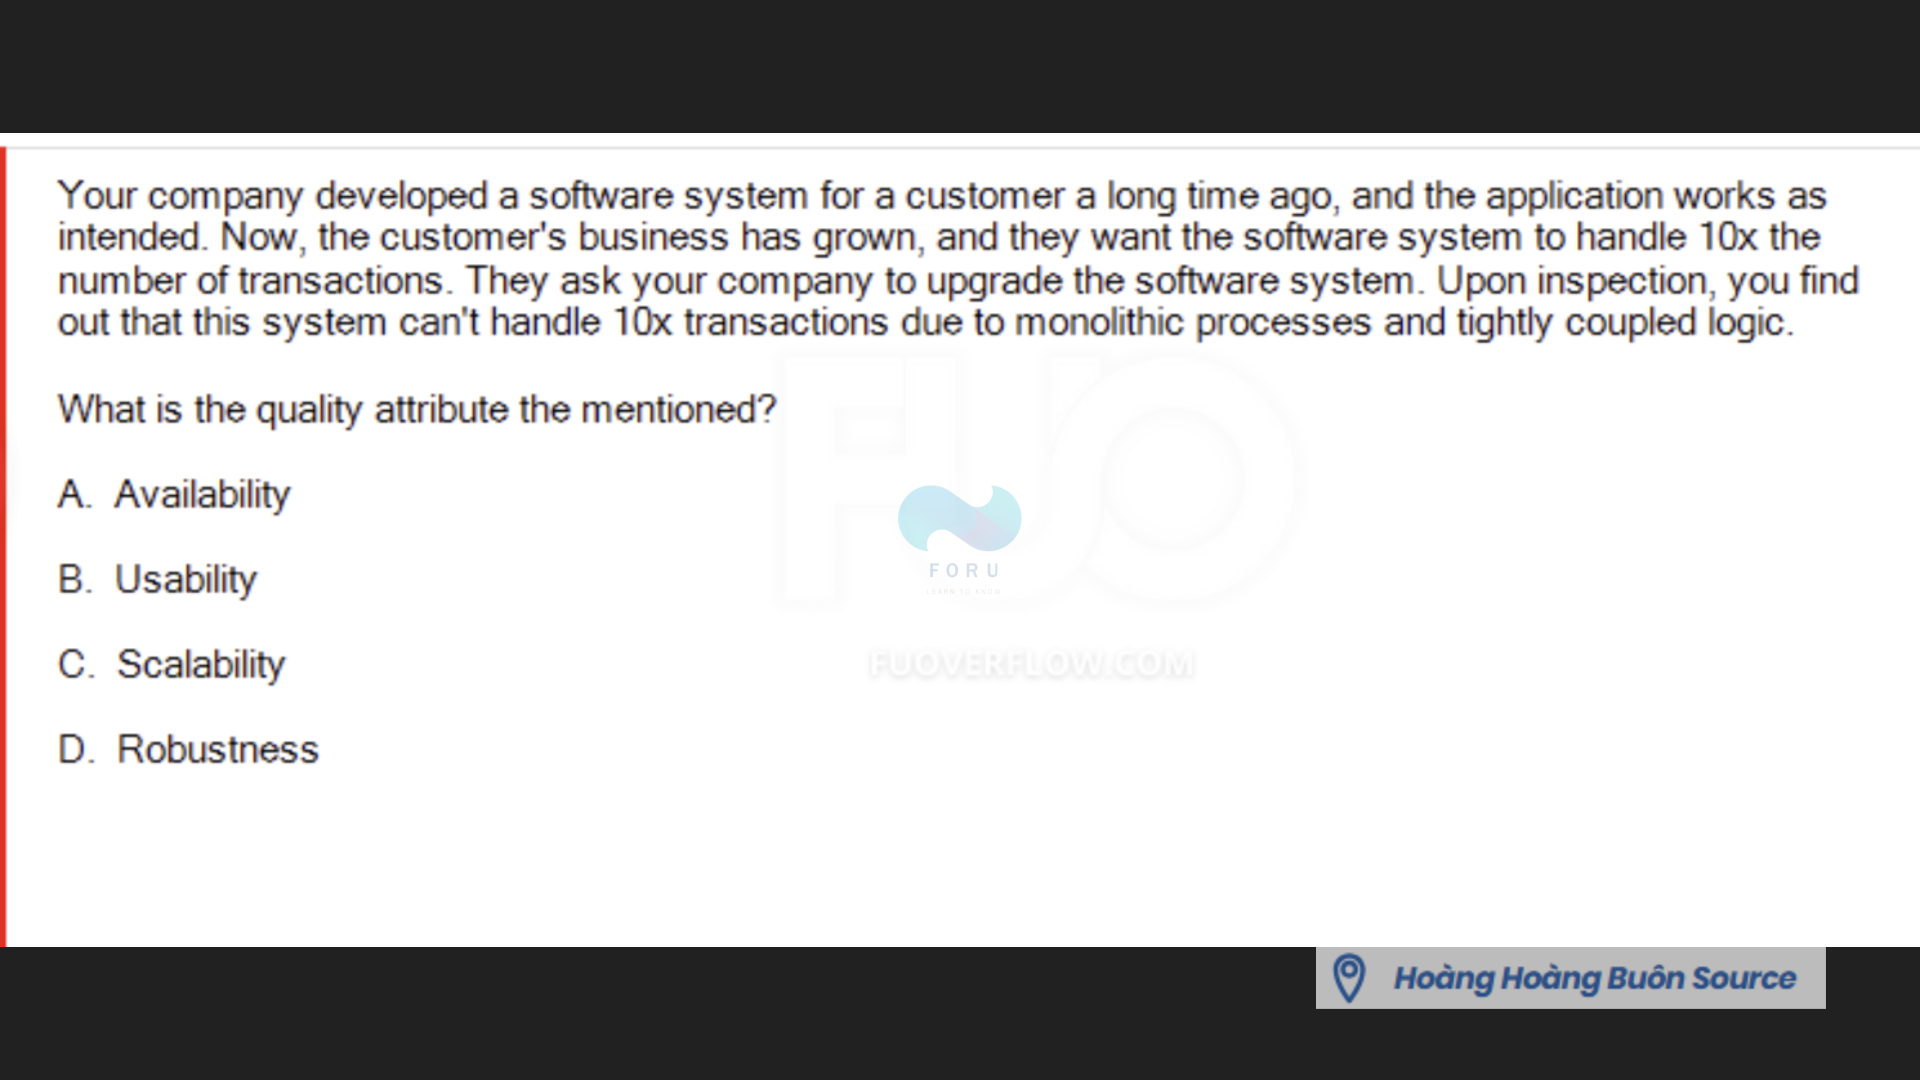 Your company developed a software system for a customer a long time ago, and the application works as
intended. Now, the customer's business has grown, and they want the software system to handle 10x the
number of transactions. They ask your company to upgrade the software system. Upon inspection, you find
out that this system can't handle 10x transactions due to monolithic processes and tightly coupled logic.
What is the quality attribute the mentioned?
A. Availability
B. Usability
C. Scalability
D. Robustness
FUO
FORU
LEARN TO KNOW
FUOVERFLOW.COM
Hoàng Hoàng Buôn Source